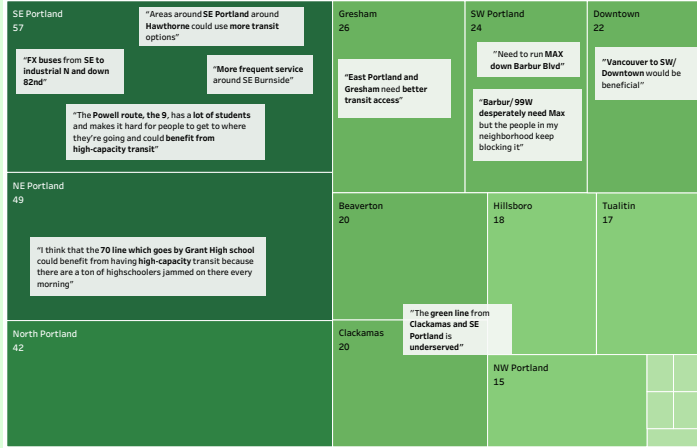 SE Portland
57
"Areas around SE Portland around
Hawthorne could use more transit
options"
"FX buses from SE to
industrial N and down
82nd"
"More frequent service
around SE Burnside"
"The Powell route, the 9, has a lot of students
and makes it hard for people to get to where
they're going and could benefit from
high-capacity transit"
NE Portland
49
"I think that the 70 line which goes by Grant High school
could benefit from having high-capacity transit because
there are a ton of highschoolers jammed on there every
morning"
North Portland
42
Gresham
26
"East Portland and
Gresham need better
transit access"
SW Portland
24
"Need to run MAX
down Barbur Blvd"
"Barbur/ 99W
desperately need Max
but the people in my
neighborhood keep
blocking it"
Downtown
22
"Vancouver to SW/
Downtown would be
beneficial"
Beaverton
20
Hillsboro
18
Tualitin
17
Clackamas
20
"The green line from
Clackamas and SE
Portland is
underserved"
NW Portland
15